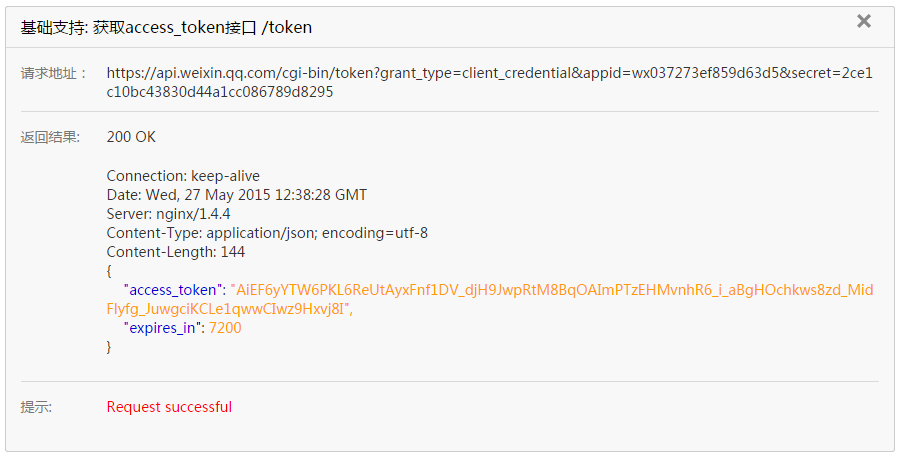 基础支持: 获取access_token接口 /token
请求地址： https://api.weixin.qq.com/cgi-bin/token?grant_type=client_credential&appid=wx037273ef859d63d5&secret=2ce1
c10bc43830d44a1cc086789d8295
返回结果: 200 OK
Connection: keep-alive
Date: Wed, 27 May 2015 12:38:28 GMT
Server: nginx/1.4.4
Content-Type: application/json; encoding=utf-8
Content-Length: 144
{
"access_token": "AiEF6yYTW6PKL6ReUtAyxFnf1DV_djH9JwpRtM8BqOAImPTzEHMvnhR6_i_aBgHOchkws8zd_Mid
Flyfg_JuwgciKCLe1qwwCIwz9Hxvj8I",
"expires_in": 7200
}
提示: Request successful